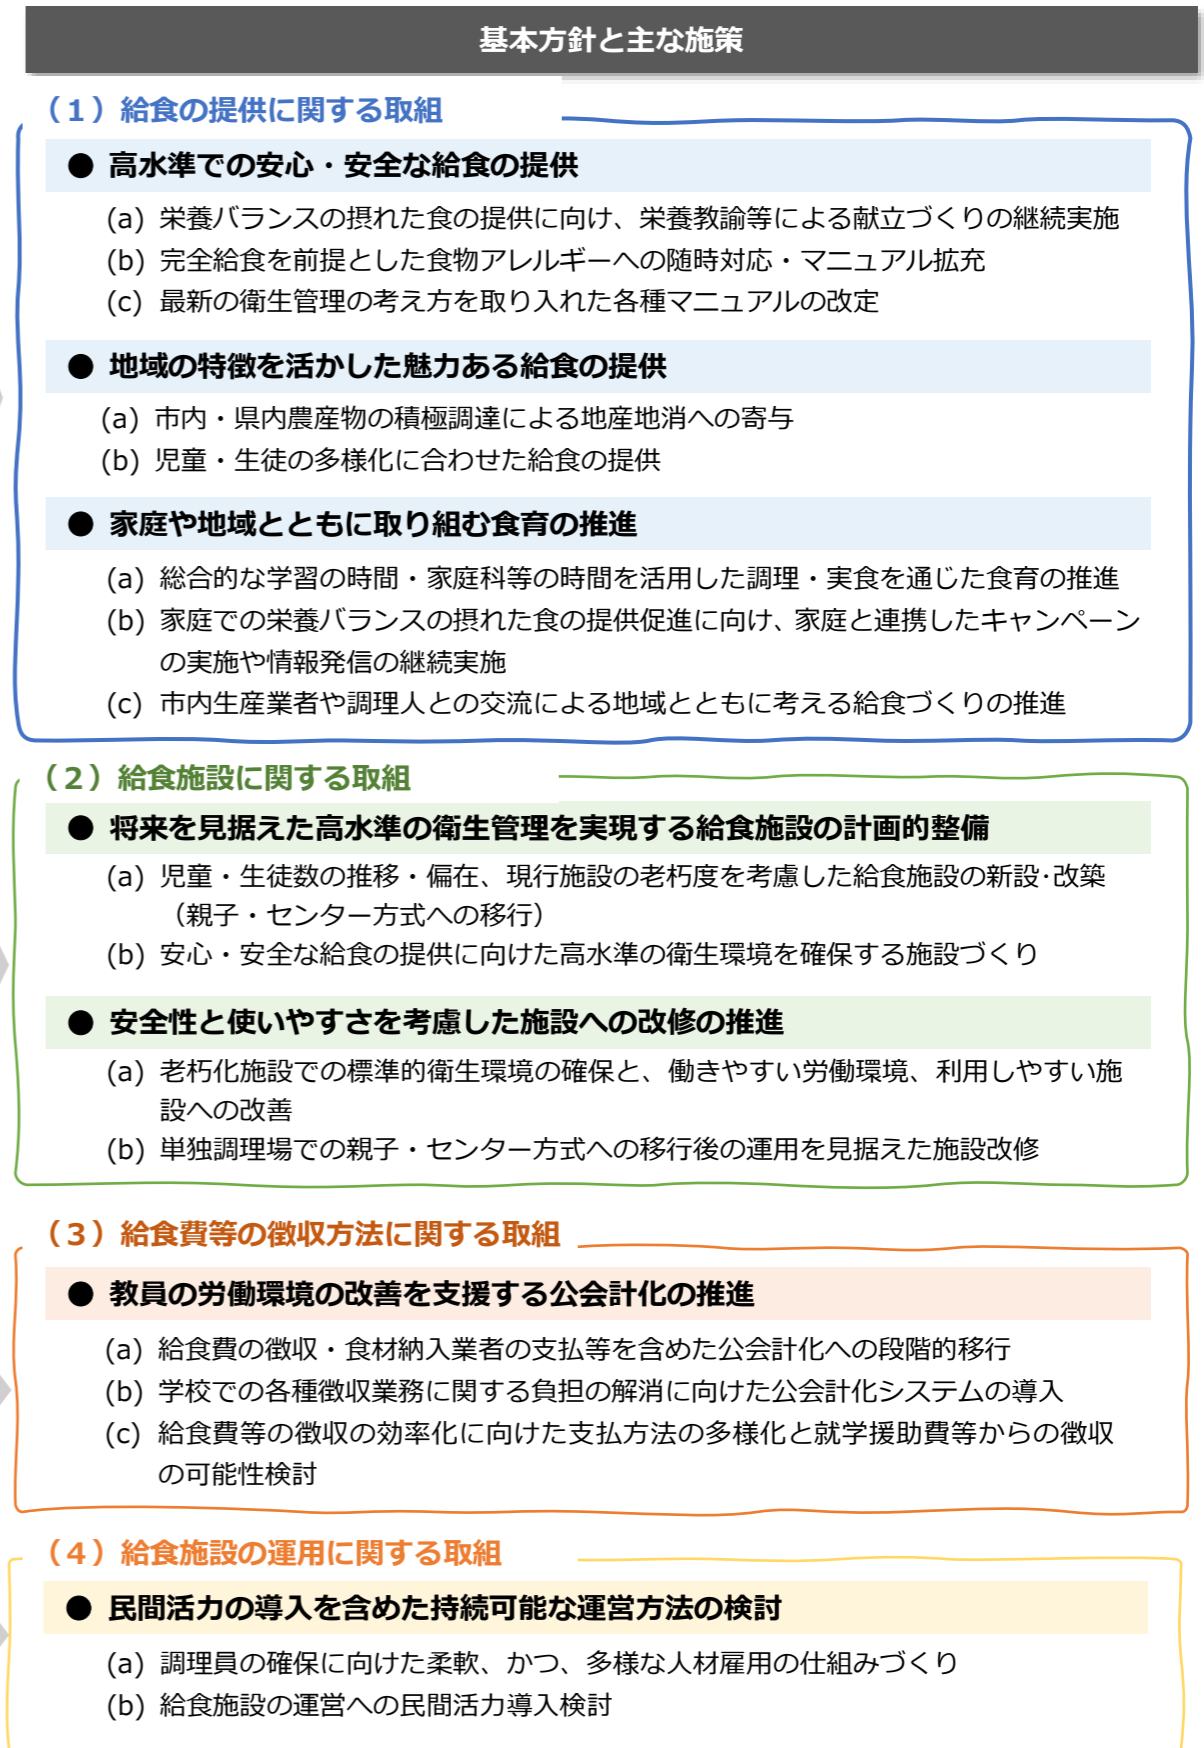 基本方針と主な施策
（１）給食の提供に関する取組
● 高水準での安心・安全な給食の提供
(a) 栄養バランスの摂れた食の提供に向け、栄養教諭等による献立づくりの継続実施
(b) 完全給食を前提とした食物アレルギーへの随時対応・マニュアル拡充
(c) 最新の衛生管理の考え方を取り入れた各種マニュアルの改定
● 地域の特徴を活かした魅力ある給食の提供
(a) 市内・県内農産物の積極調達による地産地消への寄与
(b) 児童・生徒の多様化に合わせた給食の提供
● 家庭や地域とともに取り組む食育の推進
(a) 総合的な学習の時間・家庭科等の時間を活用した調理・実食を通じた食育の推進
(b) 家庭での栄養バランスの摂れた食の提供促進に向け、家庭と連携したキャンペーン
の実施や情報発信の継続実施
(c) 市内生産業者や調理人との交流による地域とともに考える給食づくりの推進
（２）給食施設に関する取組
● 将来を見据えた高水準の衛生管理を実現する給食施設の計画的整備
(a) 児童・生徒数の推移・偏在、現行施設の老朽度を考慮した給食施設の新設･改築
（親子・センター方式への移行）
(b) 安心・安全な給食の提供に向けた高水準の衛生環境を確保する施設づくり
● 安全性と使いやすさを考慮した施設への改修の推進
(a) 老朽化施設での標準的衛生環境の確保と、働きやすい労働環境、利用しやすい施
設への改善
(b) 単独調理場での親子・センター方式への移行後の運用を見据えた施設改修
（３）給食費等の徴収方法に関する取組
● 教員の労働環境の改善を支援する公会計化の推進
(a) 給食費の徴収・食材納入業者の支払等を含めた公会計化への段階的移行
(b) 学校での各種徴収業務に関する負担の解消に向けた公会計化システムの導入
(c) 給食費等の徴収の効率化に向けた支払方法の多様化と就学援助費等からの徴収
の可能性検討
（４）給食施設の運用に関する取組
● 民間活力の導入を含めた持続可能な運営方法の検討
(a) 調理員の確保に向けた柔軟、かつ、多様な人材雇用の仕組みづくり
(b) 給食施設の運営への民間活力導入検討